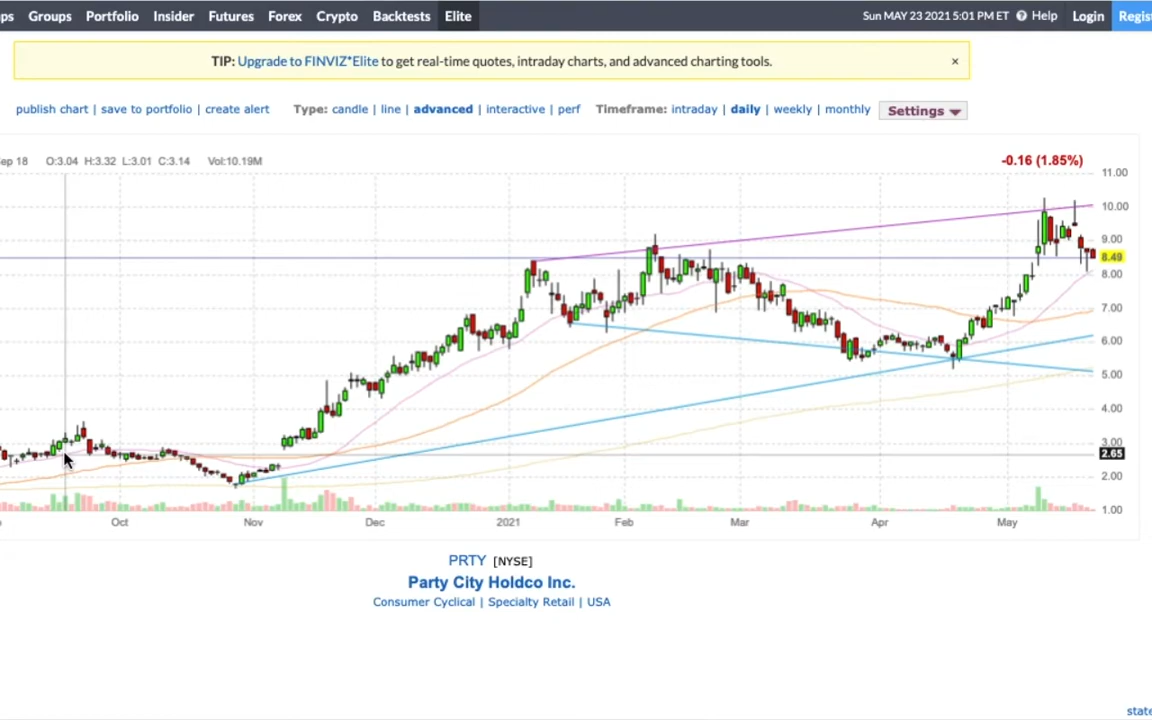 ps Groups Portfolio Insider Futures Forex Crypto Backtests Elite Sun MAY 23 2021 5:01 PM ET Help Login Regis
TIP: Upgrade to FINVIZ*Elite to get real-time quotes, intraday charts, and advanced charting tools. ×
publish chart | save to portfolio | create alert Type: candle | line | advanced | interactive | perf Timeframe: intraday | daily | weekly | monthly Settings
ep 18 O:3.04 H:3.32 L:3.01 C:3.14 Vol:10.19M -0.16 (1.85%)
11.00
10.00
9.00
8.49
8.00
7.00
6.00
5.00
4.00
3.00
2.65
2.00
1.00
Oct Nov Dec 2021 Feb Mar Apr May
PRTY [NYSE]
Party City Holdco Inc.
Consumer Cyclical | Specialty Retail | USA
state